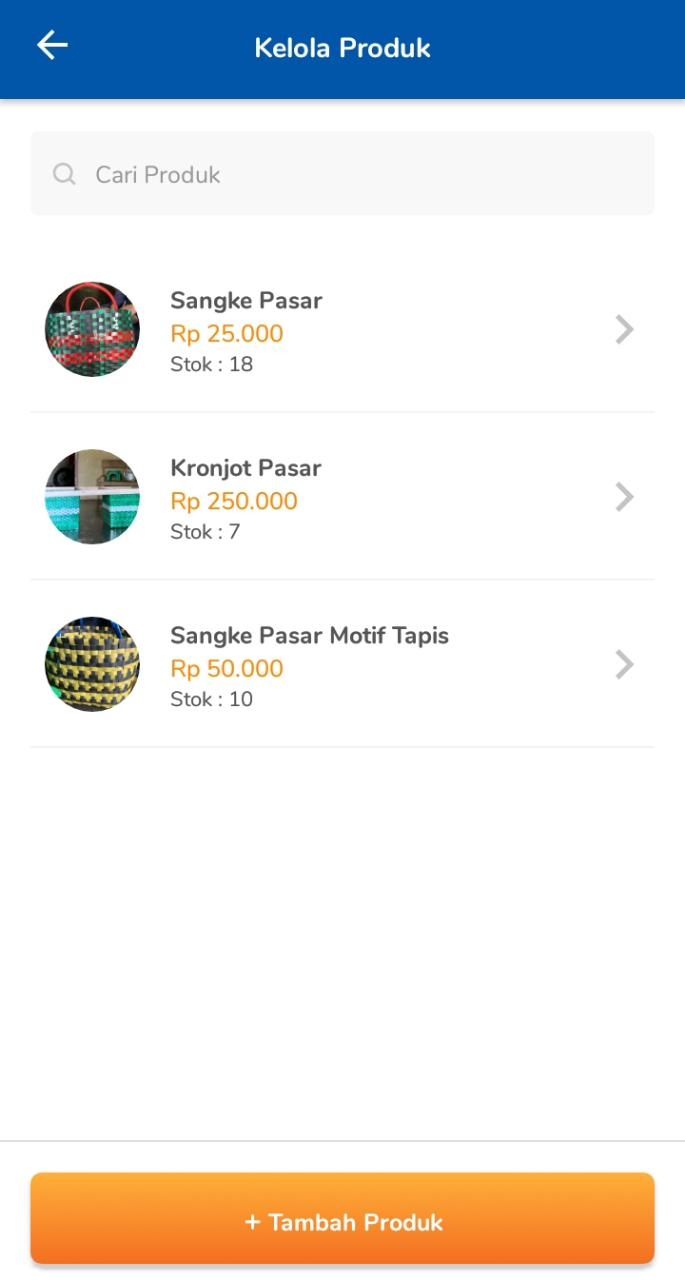 Kelola Produk
Cari Produk
Sangke Pasar
Rp 25.000
Stok : 18
Kronjot Pasar
Rp 250.000
Stok : 7
Sangke Pasar Motif Tapis
Rp 50.000
Stok : 10
+ Tambah Produk